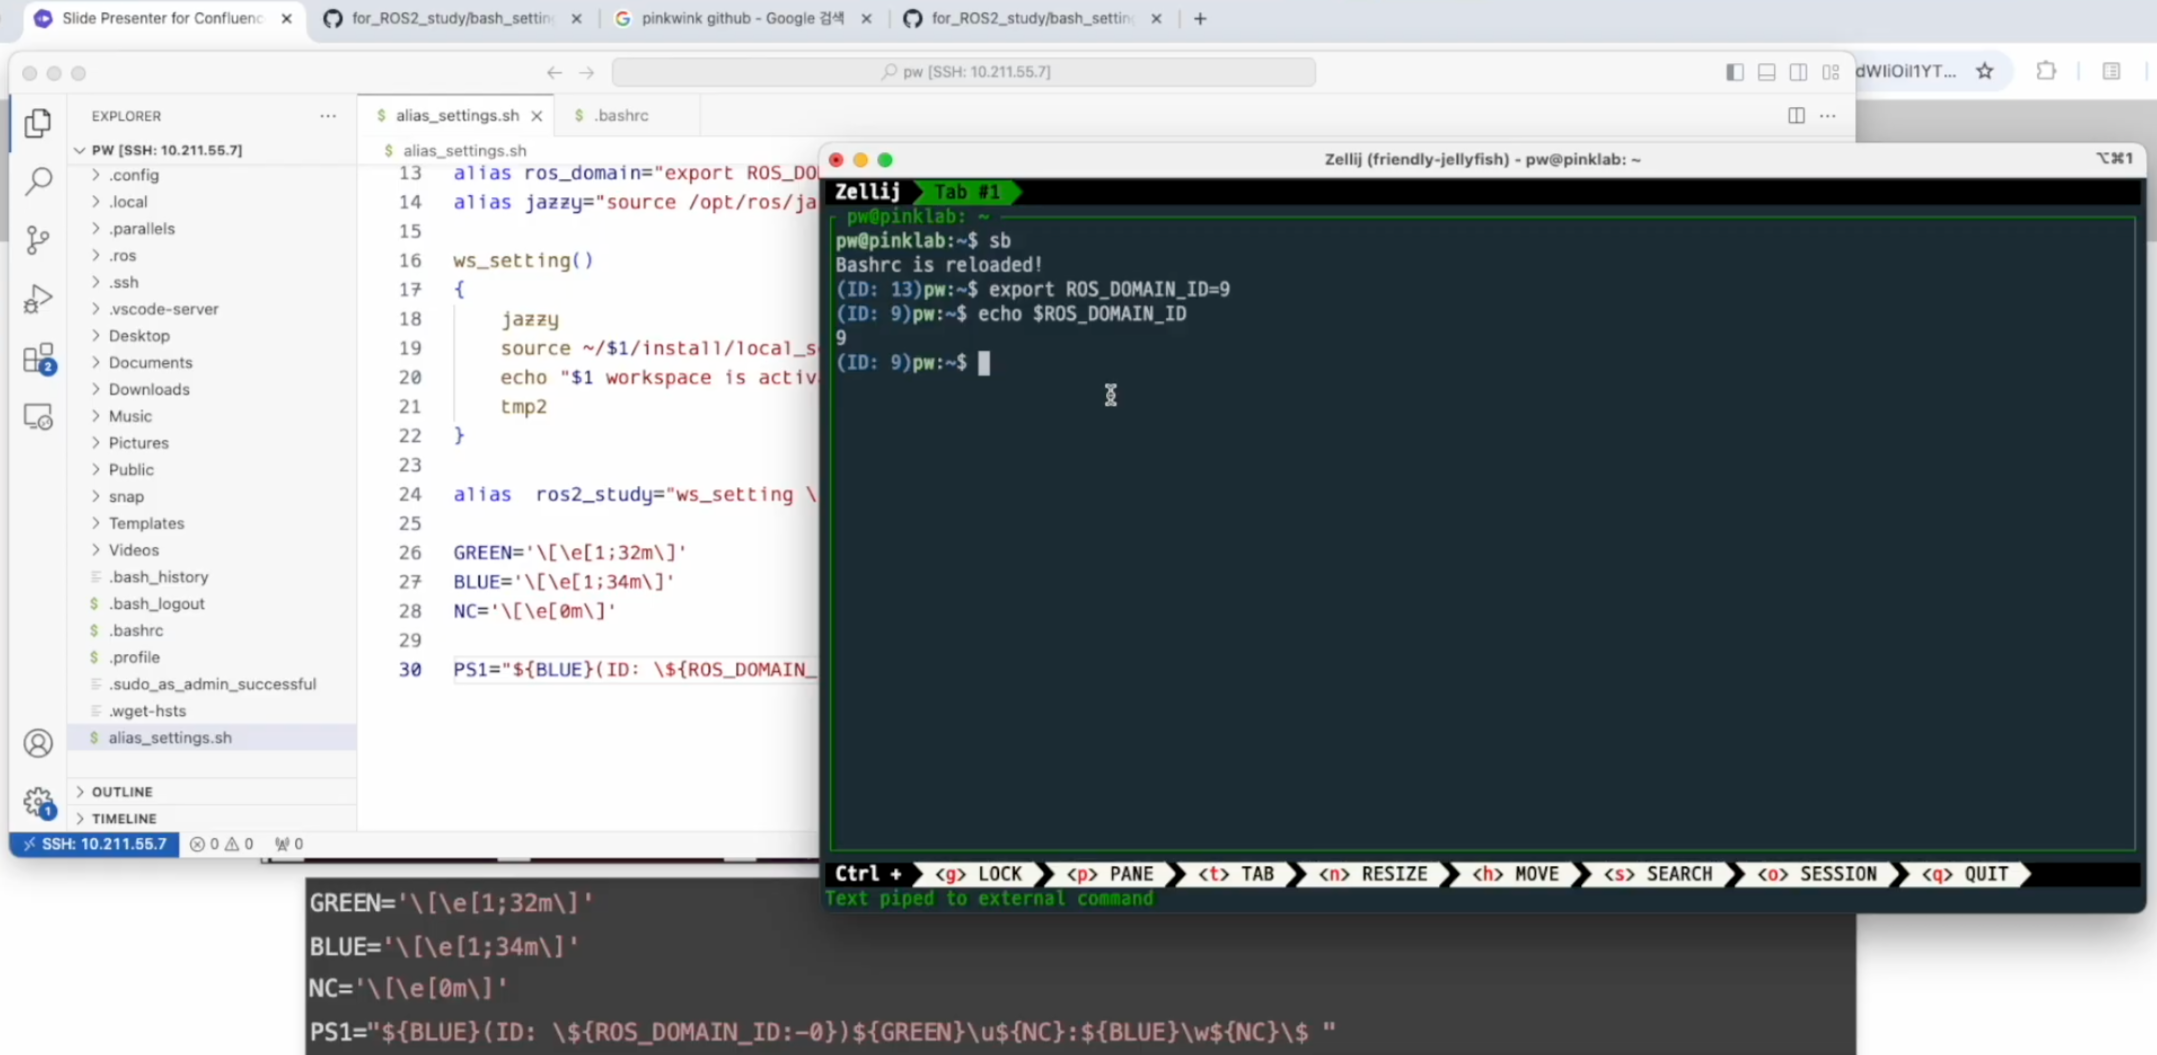 Slide Presenter for Confluenc
for_ROS2_study/bash_settin
pinkwink github - Google 검색
for_ROS2_study/bash_settin
pw [SSH: 10.211.55.7]
dWIiOiI1YT...
EXPLORER
PW [SSH: 10.211.55.7]
.config
.local
.parallels
.ros
.ssh
.vscode-server
Desktop
Documents
Downloads
Music
Pictures
Public
snap
Templates
Videos
.bash_history
$ .bash_logout
$ .bashrc
$ .profile
.sudo_as_admin_successful
.wget-hsts
$ alias_settings.sh
OUTLINE
TIMELINE
2
1
SSH: 10.211.55.7 0 0 0
$ alias_settings.sh
$ .bashrc
$ alias_settings.sh
13 alias ros_domain="export ROS_DO
14 alias jazzy="source /opt/ros/ja
15
16 ws_setting()
17 {
18 jazzy
19 source ~/$1/install/local_s
20 echo "$1 workspace is activ
21 tmp2
22 }
23
24 alias  ros2_study="ws_setting \
25
26 GREEN='\[\e[1;32m\]'
27 BLUE='\[\e[1;34m\]'
28 NC='\[\e[0m\]'
29
30 PS1="${BLUE}(ID: \${ROS_DOMAIN_
Zellij (friendly-jellyfish) - pw@pinklab: ~
⌥⌘1
Zellij Tab #1
pw@pinklab: ~
pw@pinklab:~$ sb
Bashrc is reloaded!
(ID: 13)pw:~$ export ROS_DOMAIN_ID=9
(ID: 9)pw:~$ echo $ROS_DOMAIN_ID
9
(ID: 9)pw:~$
Ctrl + <g> LOCK <p> PANE <t> TAB <n> RESIZE <h> MOVE <s> SEARCH <o> SESSION <q> QUIT
Text piped to external command
GREEN='\[\e[1;32m\]'
BLUE='\[\e[1;34m\]'
NC='\[\e[0m\]'
PS1="${BLUE}(ID: \${ROS_DOMAIN_ID:-0})${GREEN}\u${NC}:${BLUE}\w${NC}\$ "